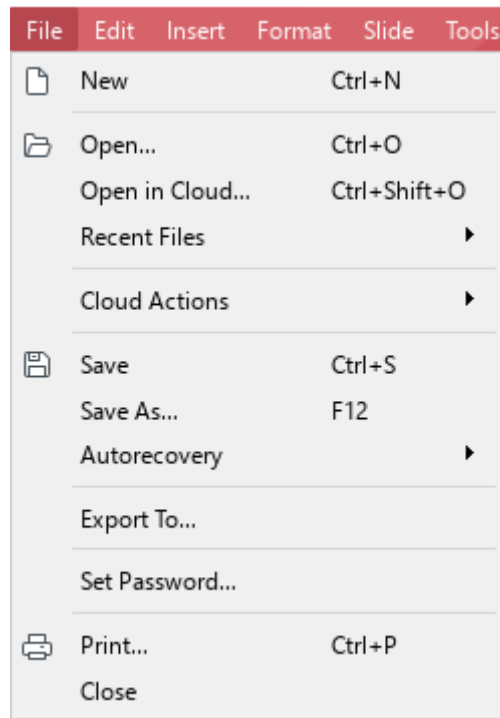 File Edit Insert Format Slide Tools
New Ctrl+N
Open... Ctrl+O
Open in Cloud... Ctrl+Shift+O
Recent Files
Cloud Actions
Save Ctrl+S
Save As... F12
Autorecovery
Export To...
Set Password...
Print... Ctrl+P
Close